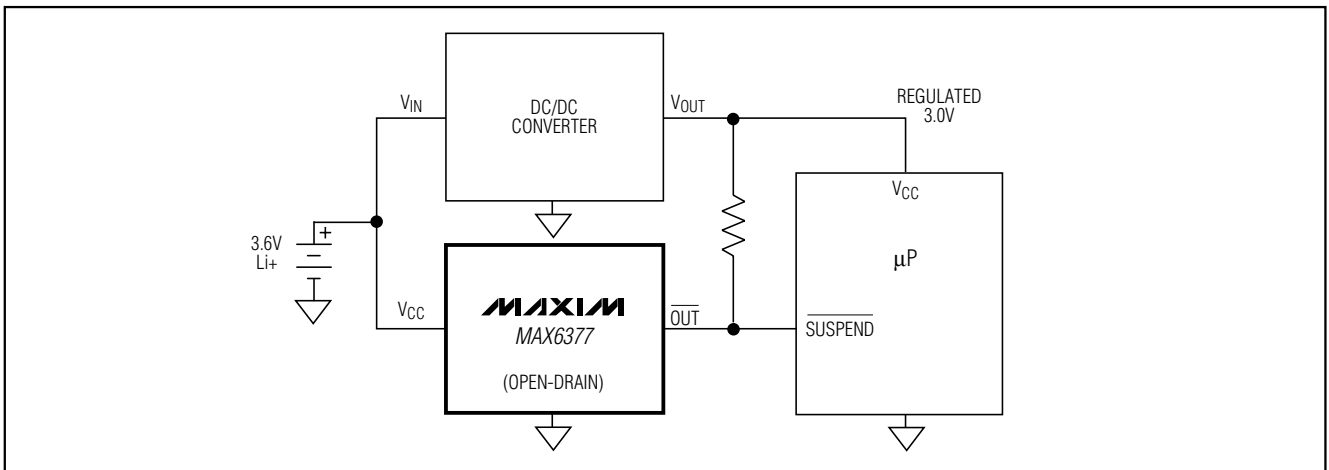 V_IN
DC/DC
CONVERTER
V_OUT
REGULATED
3.0V
V_CC
µP
3.6V
Li+
+
V_CC
MAXIM
MAX6377
(OPEN-DRAIN)
OUT
SUSPEND